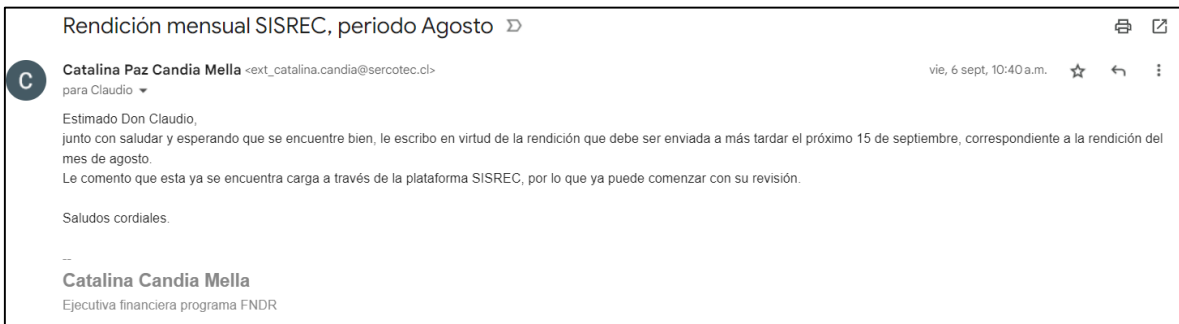 Rendición mensual SISREC, periodo Agosto
C
Catalina Paz Candia Mella <ext_catalina.candia@sercotec.cl>
vie, 6 sept, 10:40 a.m.
para Claudio
Estimado Don Claudio,
junto con saludar y esperando que se encuentre bien, le escribo en virtud de la rendición que debe ser enviada a más tardar el próximo 15 de septiembre, correspondiente a la rendición del
mes de agosto.
Le comento que esta ya se encuentra carga a través de la plataforma SISREC, por lo que ya puede comenzar con su revisión.
Saludos cordiales.
--
Catalina Candia Mella
Ejecutiva financiera programa FNDR